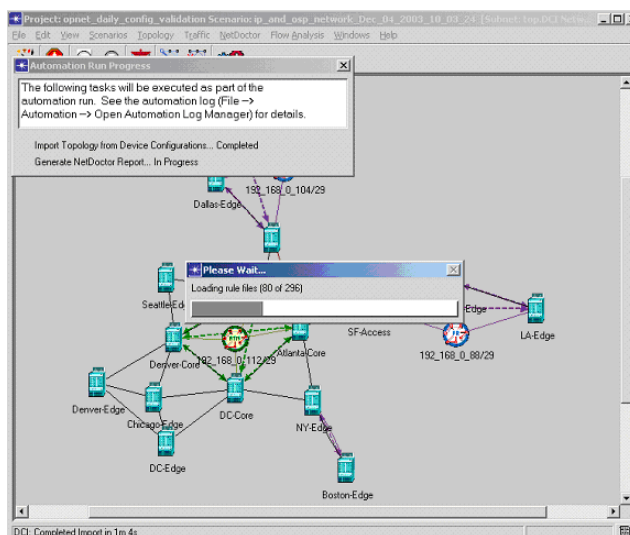 Project: opnet_daily_config_validation Scenario: ip_and_osp_network_Dec_04_2003_10_03_24 [Subnet: top.DCI Netw..
File Edit View Scenarios Topology Traffic NetDoctor Flow Analysis Windows Help
Automation Run Progress
The following tasks will be executed as part of the
automation run. See the automation log (File -->
Automation --> Open Automation Log Manager) for details.
Import Topology from Device Configurations... Completed
Generate NetDoctor Report... In Progress
192_168_0_104/29
Dallas-Edge
Please Wait...
Loading rule files (80 of 296)
Seattle-Ed
-Edge
SF-Access
LA-Edge
192_168_0_88/29
Denver-Core
192_168_0_112/29
Atlanta-Core
Denver-Edge
Chicago-Edge
DC-Core
NY-Edge
DC-Edge
Boston-Edge
DCI: Completed Import in 1m 4s